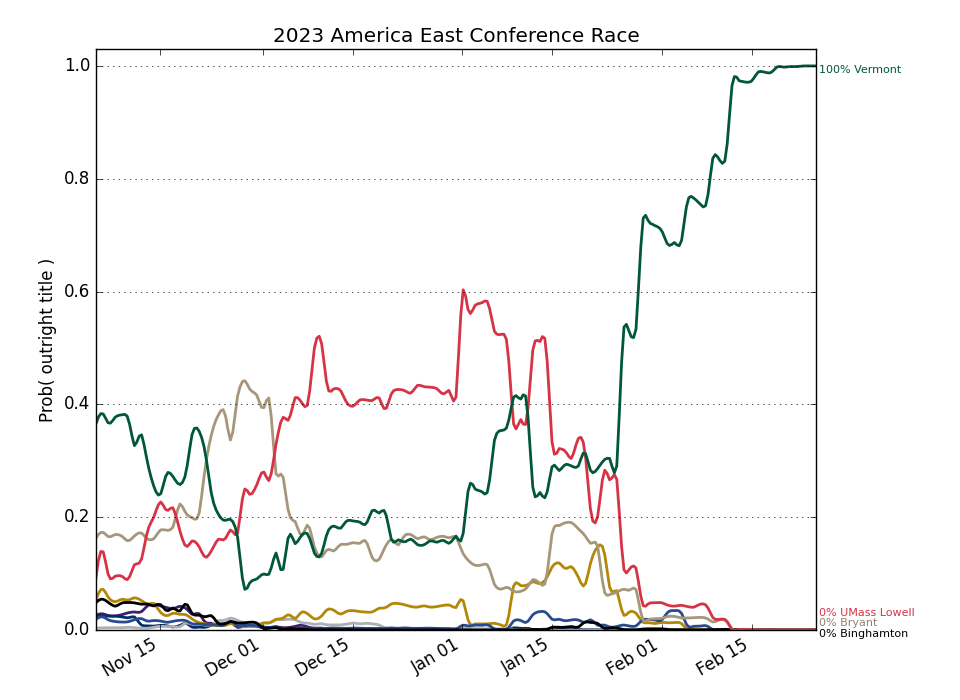 2023 America East Conference Race
1.0
0.8
0.6
0.4
0.2
0.0
Prob( outright title )
Nov 15
Dec 01
Dec 15
Jan 01
Jan 15
Feb 01
Feb 15
100% Vermont
0% UMass Lowell
0% Bryant
0% Binghamton